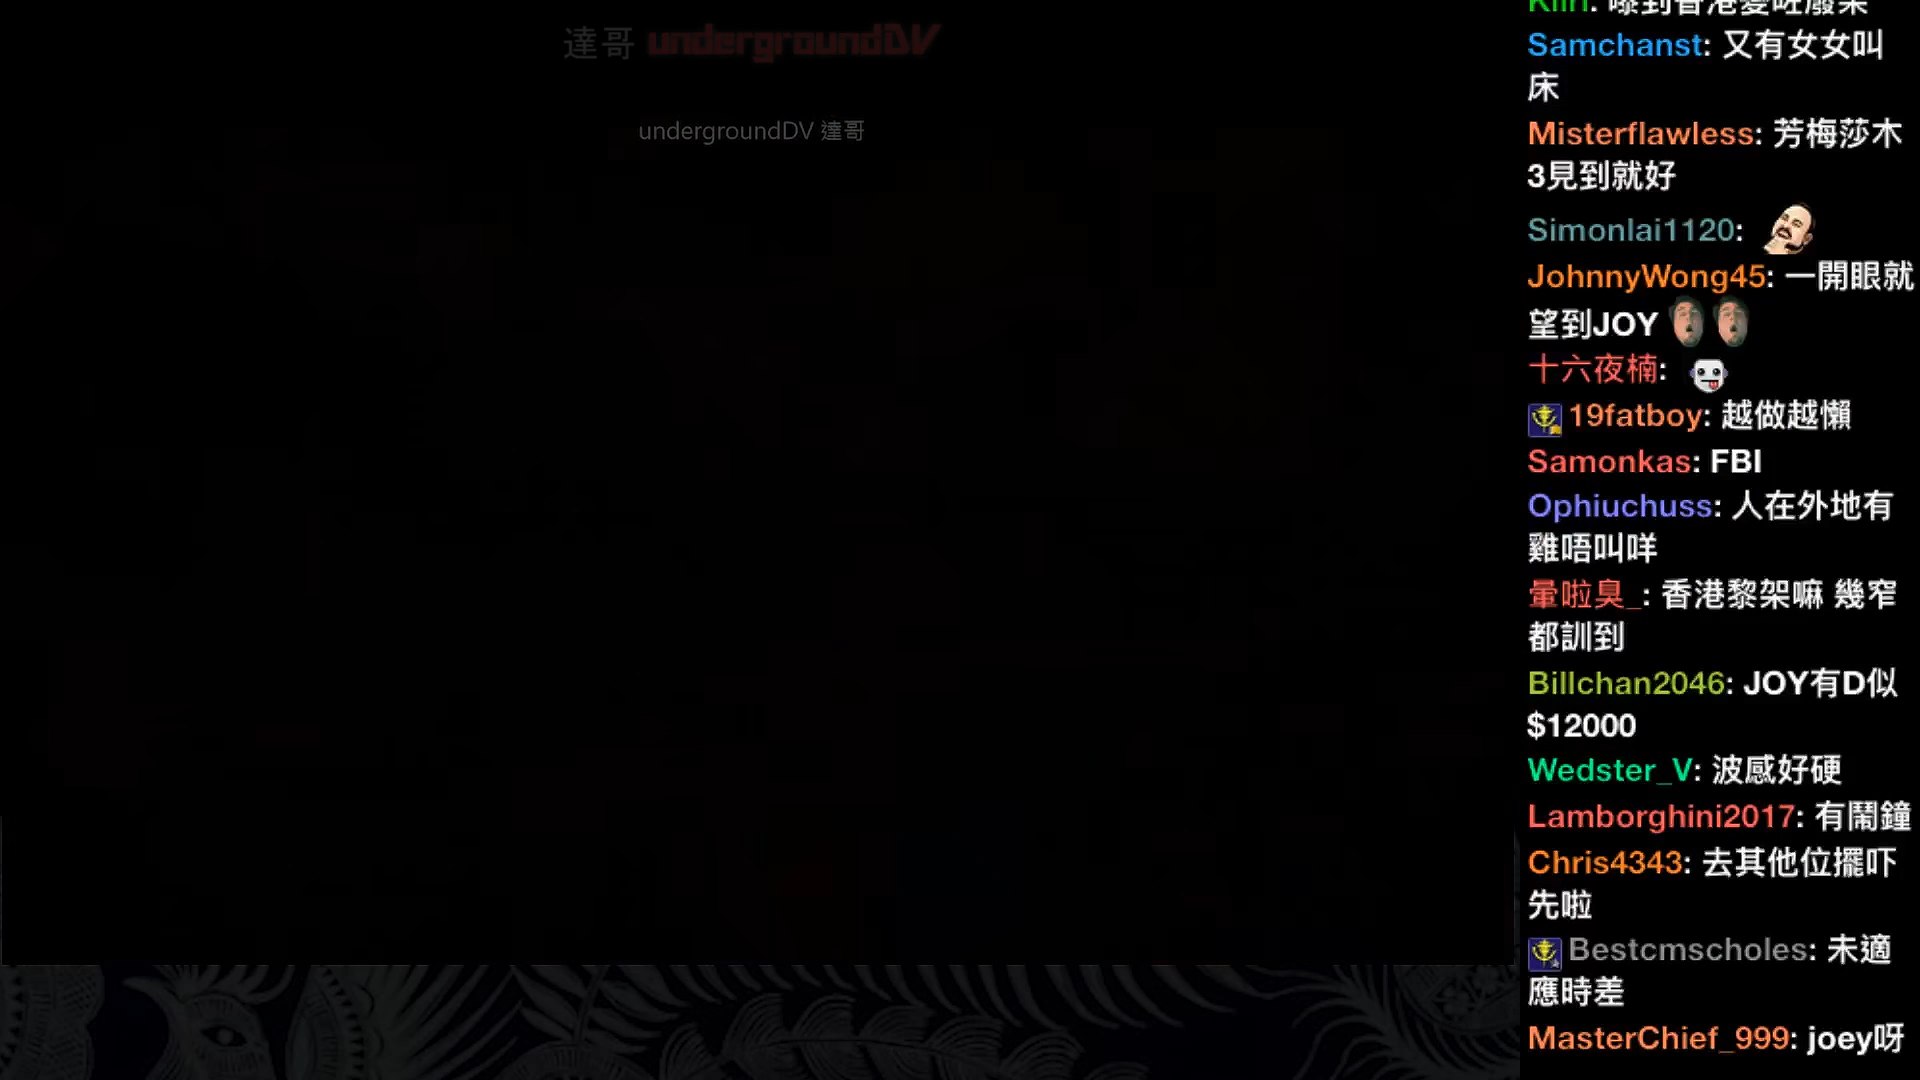 達哥 undergroundDV
undergroundDV 達哥
Samchanst: 又有女女叫
床
Misterflawless: 芳梅莎木
3見到就好
Simonlai1120:
JohnnyWong45: 一開眼就
望到JOY
十六夜楠:
19fatboy: 越做越懶
Samonkas: FBI
Ophiuchuss: 人在外地有
雞唔叫咩
暈啦臭_: 香港黎架嘛 幾窄
都訓到
Billchan2046: JOY有D似
$12000
Wedster_V: 波感好硬
Lamborghini2017: 有鬧鐘
Chris4343: 去其他位擺吓
先啦
Bestcmscholes: 未適
應時差
MasterChief_999: joey呀